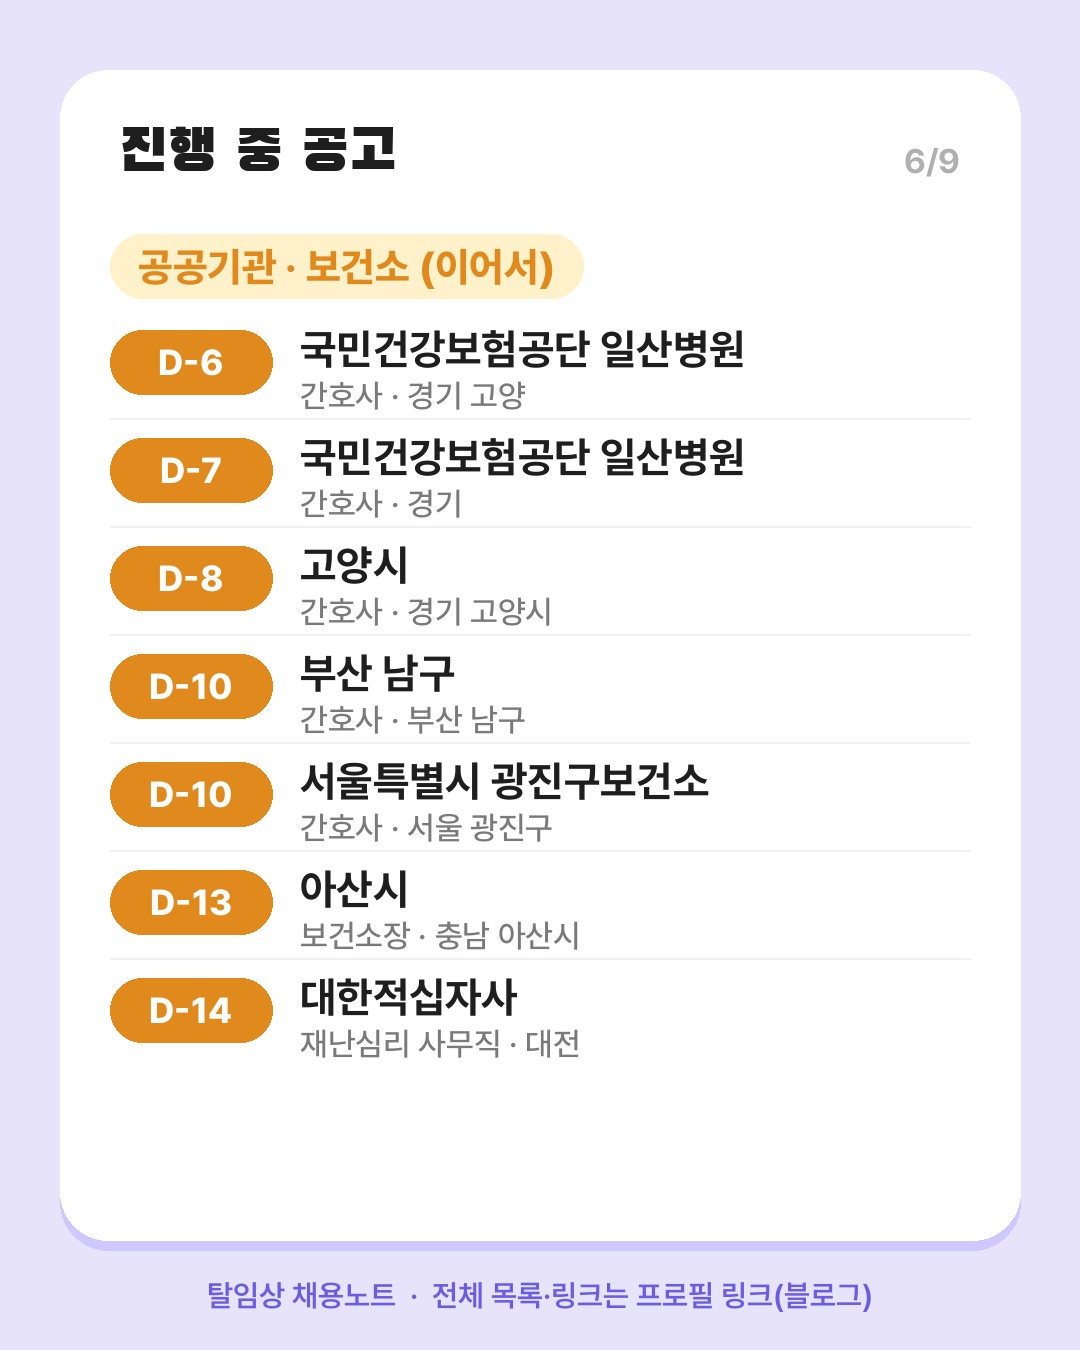 진행 중 공고
6/9
공공기관 · 보건소 (이어서)
D-6
국민건강보험공단 일산병원
간호사 · 경기 고양
D-7
국민건강보험공단 일산병원
간호사 · 경기
D-8
고양시
간호사 · 경기 고양시
D-10
부산 남구
간호사 · 부산 남구
D-10
서울특별시 광진구보건소
간호사 · 서울 광진구
D-13
아산시
보건소장 · 충남 아산시
D-14
대한적십자사
재난심리 사무직 · 대전
탈임상 채용노트 · 전체 목록·링크는 프로필 링크(블로그)